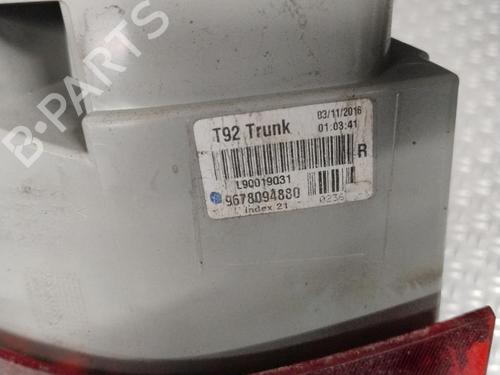 B-PARTS
T92 Trunk
03/11/2016
01:03:41
R
L90019031
9678094880
Index 21
0236